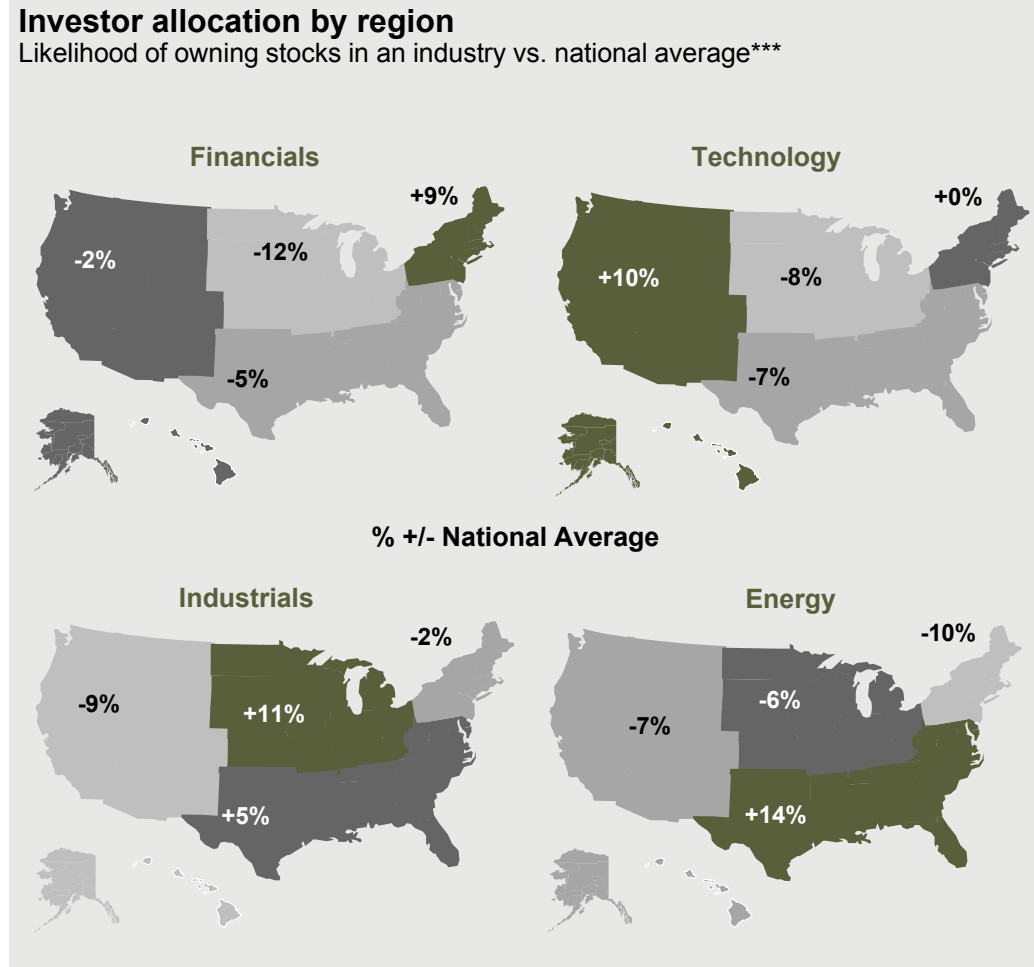 Investor allocation by region
Likelihood of owning stocks in an industry vs. national average***
Financials
+9%
-2%
-12%
-5%
Technology
+0%
+10%
-8%
-7%
% +/- National Average
Industrials
-2%
-9%
+11%
+5%
Energy
-10%
-6%
-7%
+14%